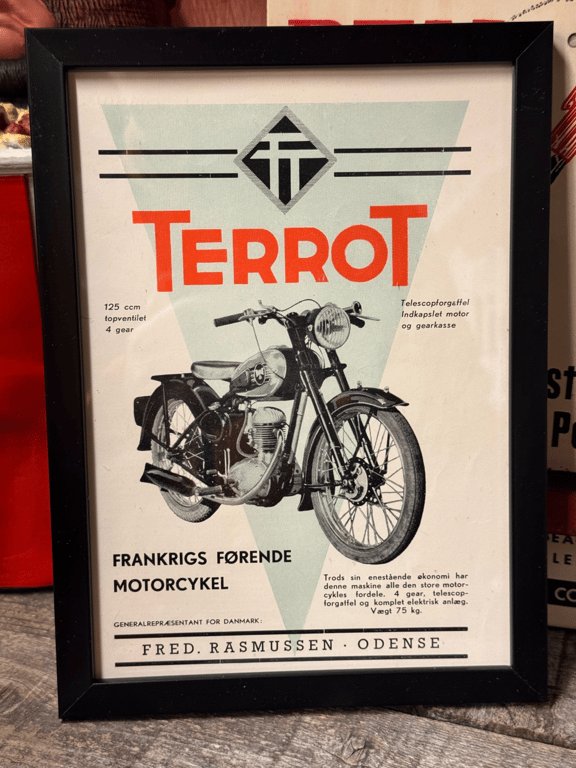 TERROT
125 ccm
topventilet
4 gear
Telescopforgaffel
Indkapslet motor
og gearkasse
FRANKRIGS FØRENDE
MOTORCYKEL
Trods sin enestående økonomi har
denne maskine alle den store motor-
cykles fordele. 4 gear, telescop-
forgaffel og komplet elektrisk anlæg.
Vægt 75 kg.
GENERALREPRÆSENTANT FOR DANMARK:
FRED. RASMUSSEN · ODENSE